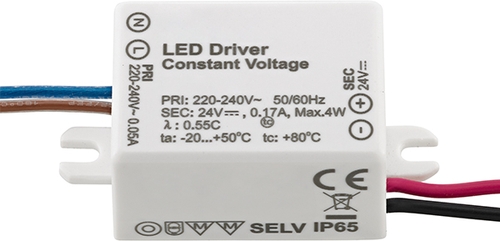 N L
PRI
220-240V~ 0.05A
LED Driver
Constant Voltage
PRI: 220-240V~ 50/60Hz
SEC: 24V⎓, 0.17A, Max.4W
λ : 0.55C tc
ta: -20...+50°C tc: +80°C
SEC
24V⎓
+ -
M M SELV IP65
CE